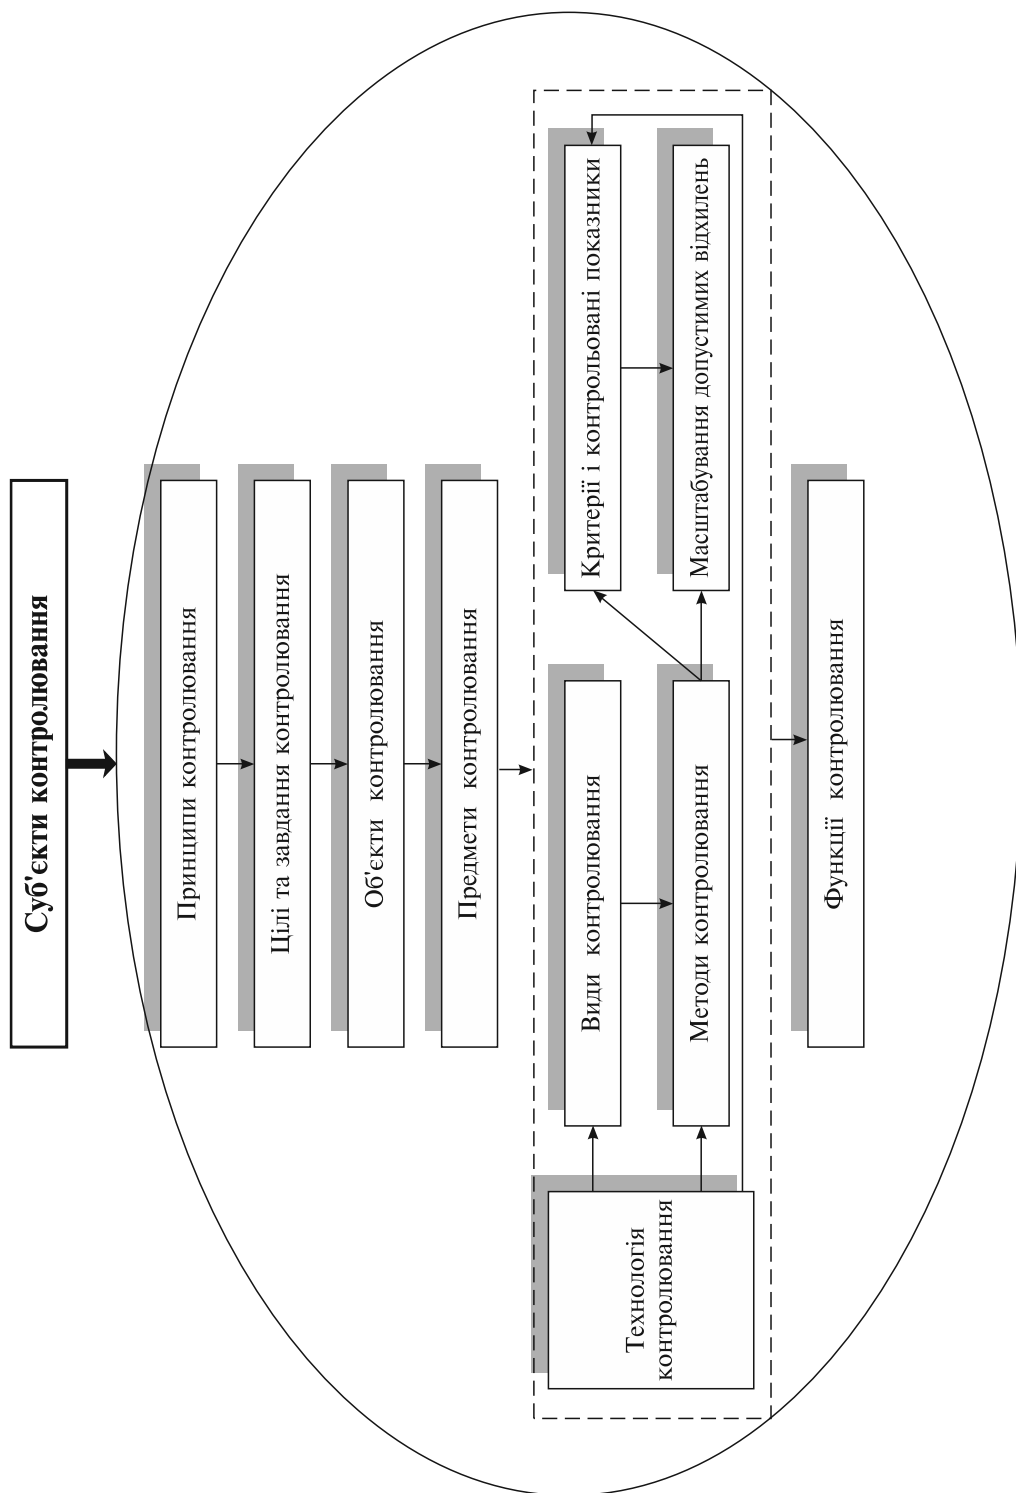 Суб'єкти контролювання
Принципи контролювання
Цілі та завдання контролювання
Об'єкти контролювання
Предмети контролювання
Технологія
контролювання
Види контролювання
Критерії і контрольовані показники
Методи контролювання
Масштабування допустимих відхилень
Функції контролювання